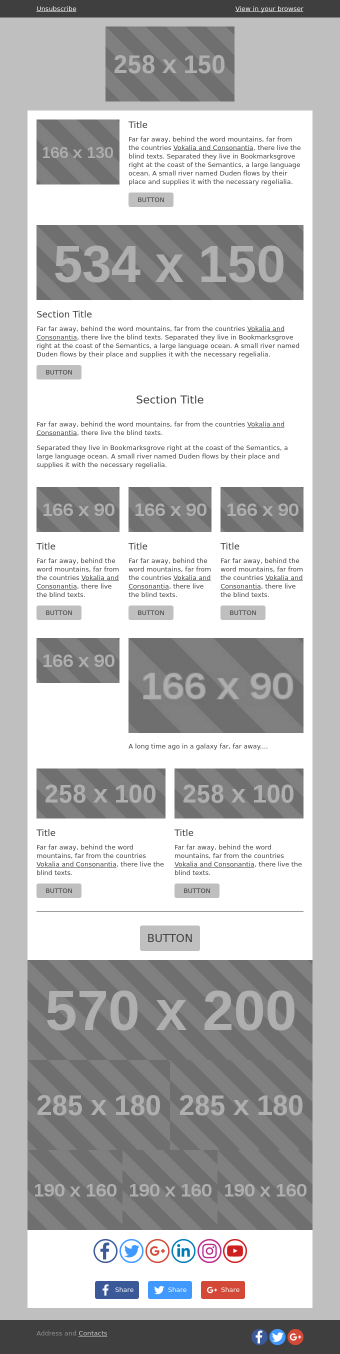 Unsubscribe
View in your browser
258 x 150
166 x 130
Title
Far far away, behind the word mountains, far from
the countries Vokalia and Consonantia, there live the
blind texts. Separated they live in Bookmarksgrove
right at the coast of the Semantics, a large language
ocean. A small river named Duden flows by their
place and supplies it with the necessary regelialia.
BUTTON
534 x 150
Section Title
Far far away, behind the word mountains, far from the countries Vokalia and
Consonantia, there live the blind texts. Separated they live in Bookmarksgrove
right at the coast of the Semantics, a large language ocean. A small river named
Duden flows by their place and supplies it with the necessary regelialia.
BUTTON
Section Title
Far far away, behind the word mountains, far from the countries Vokalia and
Consonantia, there live the blind texts.
Separated they live in Bookmarksgrove right at the coast of the Semantics, a
large language ocean. A small river named Duden flows by their place and
supplies it with the necessary regelialia.
166 x 90
166 x 90
166 x 90
Title
Far far away, behind the
word mountains, far from
the countries Vokalia and
Consonantia, there live
the blind texts.
BUTTON
Title
Far far away, behind the
word mountains, far from
the countries Vokalia and
Consonantia, there live
the blind texts.
BUTTON
Title
Far far away, behind the
word mountains, far from
the countries Vokalia and
Consonantia, there live
the blind texts.
BUTTON
166 x 90
166 x 90
A long time ago in a galaxy far, far away....
258 x 100
258 x 100
Title
Far far away, behind the word
mountains, far from the countries
Vokalia and Consonantia, there live the
blind texts.
BUTTON
Title
Far far away, behind the word
mountains, far from the countries
Vokalia and Consonantia, there live the
blind texts.
BUTTON
BUTTON
570 x 200
285 x 180
285 x 180
190 x 160
190 x 160
190 x 160
Share
Share
Share
Address and Contacts